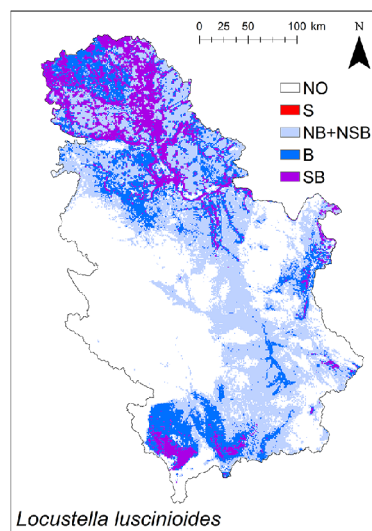 0 25 50 100 km
N
NO
S
NB+NSB
B
SB
Locustella luscinioides